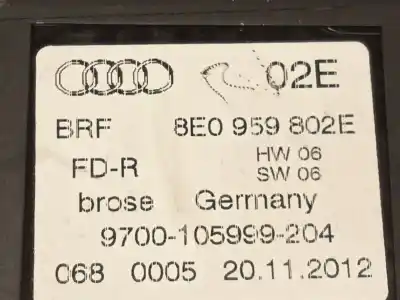 02E
BRF 8E0 959 802E
FD-R HW 06
SW 06
brose Germany
9700-105999-204
068 0005 20.11.2012